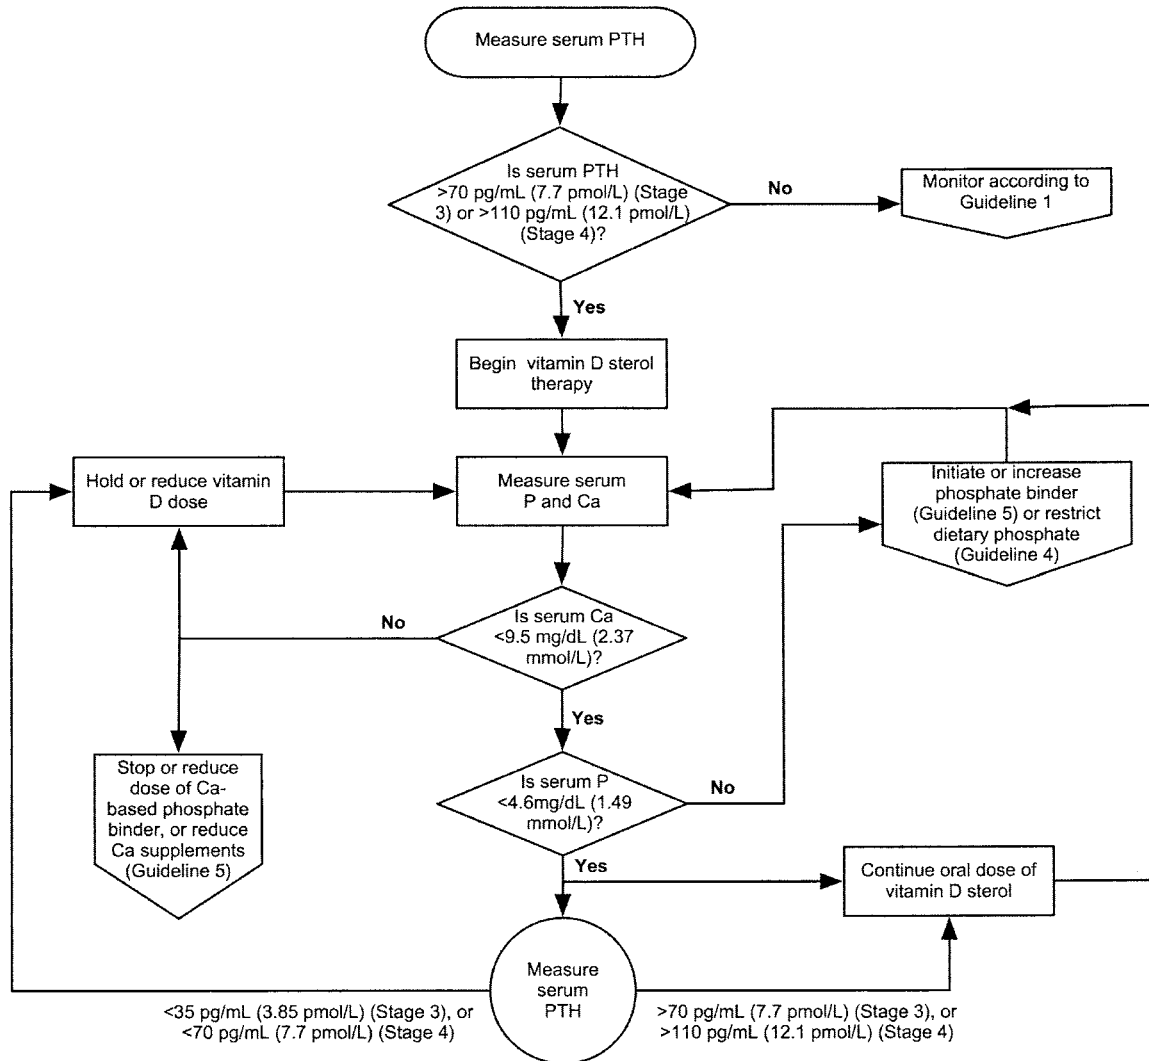 Measure serum PTH
Is serum PTH
>70 pg/mL (7.7 pmol/L) (Stage
3) or >110 pg/mL (12.1 pmol/L)
(Stage 4)?
No
Monitor according to
Guideline 1
Yes
Begin vitamin D sterol
therapy
Hold or reduce vitamin
D dose
Measure serum
P and Ca
Initiate or increase
phosphate binder
(Guideline 5) or restrict
dietary phosphate
(Guideline 4)
No
Is serum Ca
<9.5 mg/dL (2.37
mmol/L)?
Yes
Stop or reduce
dose of Ca-
based phosphate
binder, or reduce
Ca supplements
(Guideline 5)
Is serum P
<4.6mg/dL (1.49
mmol/L)?
No
Yes
Continue oral dose of
vitamin D sterol
Measure
serum
PTH
<35 pg/mL (3.85 pmol/L) (Stage 3), or
<70 pg/mL (7.7 pmol/L) (Stage 4)
>70 pg/mL (7.7 pmol/L) (Stage 3), or
>110 pg/mL (12.1 pmol/L) (Stage 4)